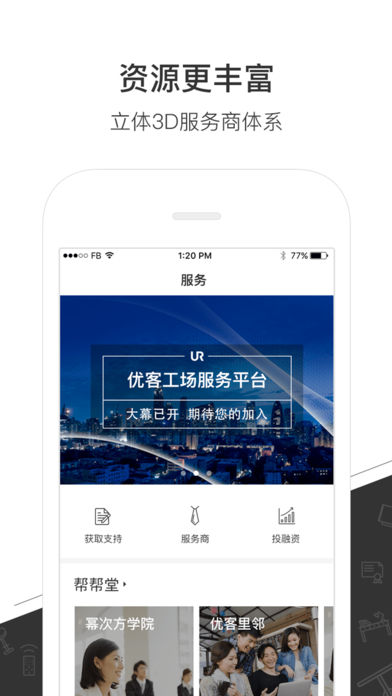 资源更丰富
立体3D服务商体系
FB 1:20 PM 77%
服务
UR
优客工场服务平台
大幕已开 期待您的加入
获取支持 服务商 投融资
帮帮堂
幂次方学院 优客里邻